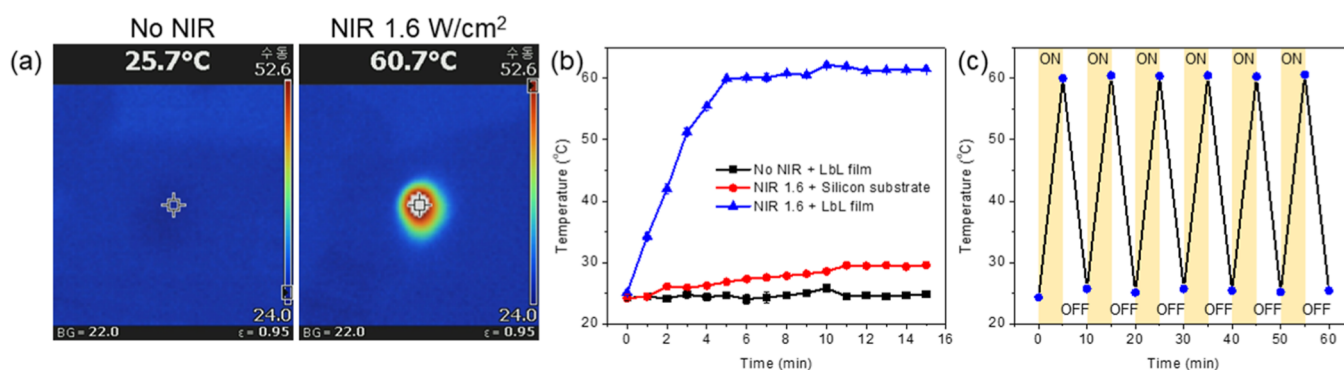 (a)
No NIR
25.7°C
수동
52.6
24.0
BG = 22.0
ε = 0.95
NIR 1.6 W/cm²
60.7°C
수동
52.6
24.0
BG = 22.0
ε = 0.95
(b)
Temperature (°C)
60
50
40
30
20
No NIR + LbL film
NIR 1.6 + Silicon substrate
NIR 1.6 + LbL film
0 2 4 6 8 10 12 14 16
Time (min)
(c)
Temperature (°C)
60
50
40
30
20
ON ON ON ON ON ON
OFF OFF OFF OFF OFF OFF
0 10 20 30 40 50 60
Time (min)